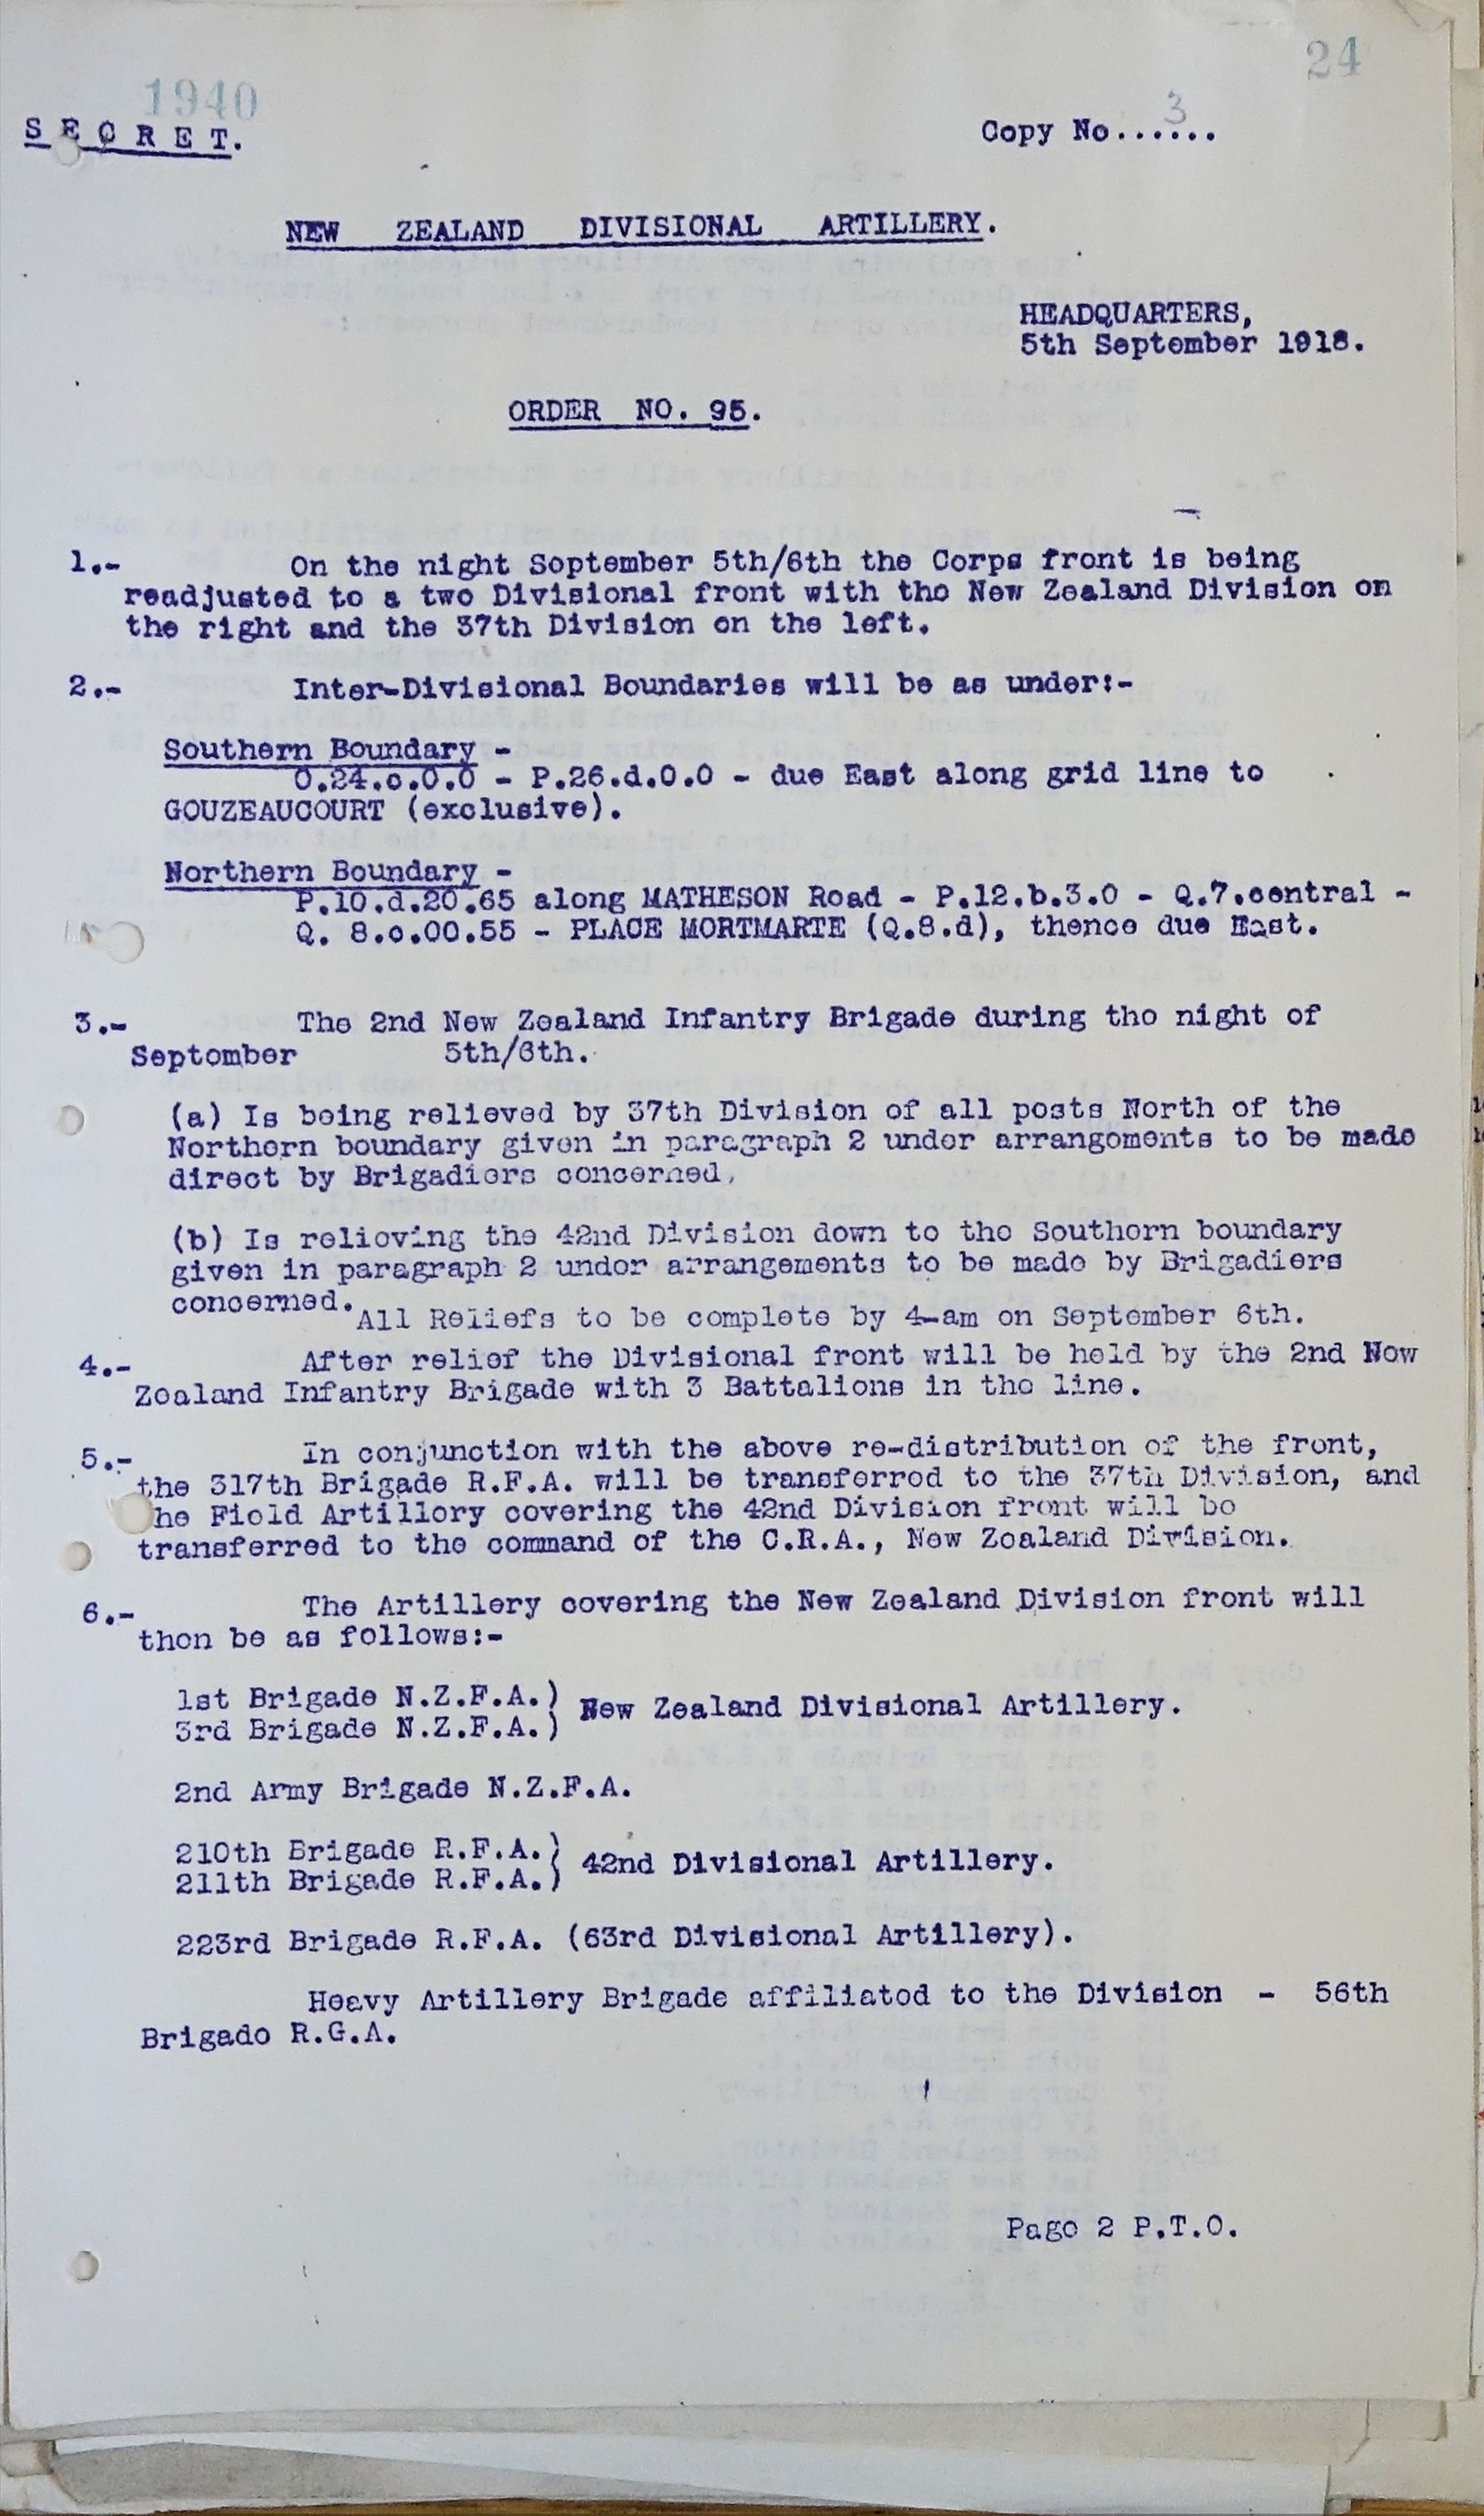 24
1940
S E C R E T.
Copy No...3...
NEW ZEALAND DIVISIONAL ARTILLERY.
HEADQUARTERS,
5th September 1918.
ORDER NO. 95.
1.- On the night September 5th/6th the Corps front is being
readjusted to a two Divisional front with the New Zealand Division on
the right and the 37th Division on the left.
2.- Inter-Divisional Boundaries will be as under:-
Southern Boundary -
O.24.c.0.0 - P.26.d.0.0 - due East along grid line to
GOUZEAUCOURT (exclusive).
Northern Boundary -
P.10.d.20.65 along MATHESON Road - P.12.b.3.0 - Q.7.central -
Q. 8.c.00.55 - PLACE MORTMARTE (Q.8.d), thence due East.
3.- The 2nd New Zealand Infantry Brigade during the night of
September 5th/6th.
(a) Is being relieved by 37th Division of all posts North of the
Northern boundary given in paragraph 2 under arrangements to be made
direct by Brigadiers concerned.
(b) Is relieving the 42nd Division down to the Southern boundary
given in paragraph 2 under arrangements to be made by Brigadiers
concerned.
All Reliefs to be complete by 4-am on September 6th.
4.- After relief the Divisional front will be held by the 2nd New
Zealand Infantry Brigade with 3 Battalions in the line.
5.- In conjunction with the above re-distribution of the front,
the 317th Brigade R.F.A. will be transferred to the 37th Division, and
he Field Artillery covering the 42nd Division front will be
transferred to the command of the C.R.A., New Zealand Division.
6.- The Artillery covering the New Zealand Division front will
then be as follows:-
1st Brigade N.Z.F.A.)
3rd Brigade N.Z.F.A.) New Zealand Divisional Artillery.
2nd Army Brigade N.Z.F.A.
210th Brigade R.F.A.)
211th Brigade R.F.A.) 42nd Divisional Artillery.
223rd Brigade R.F.A. (63rd Divisional Artillery).
Heavy Artillery Brigade affiliated to the Division - 56th
Brigade R.G.A.
Page 2 P.T.O.